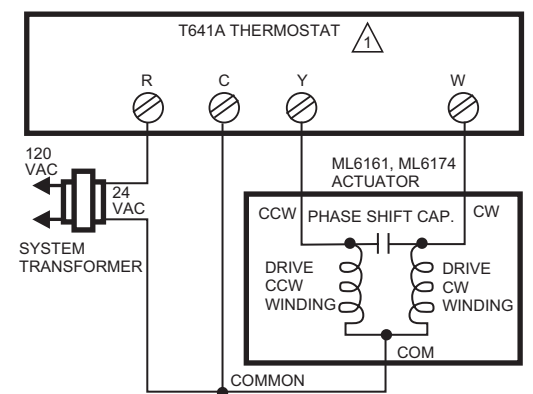 T641A THERMOSTAT
1
R C Y W
120
VAC
24
VAC
SYSTEM
TRANSFORMER
ML6161, ML6174
ACTUATOR
CCW PHASE SHIFT CAP. CW
DRIVE
CCW
WINDING
DRIVE
CW
WINDING
COM
COMMON